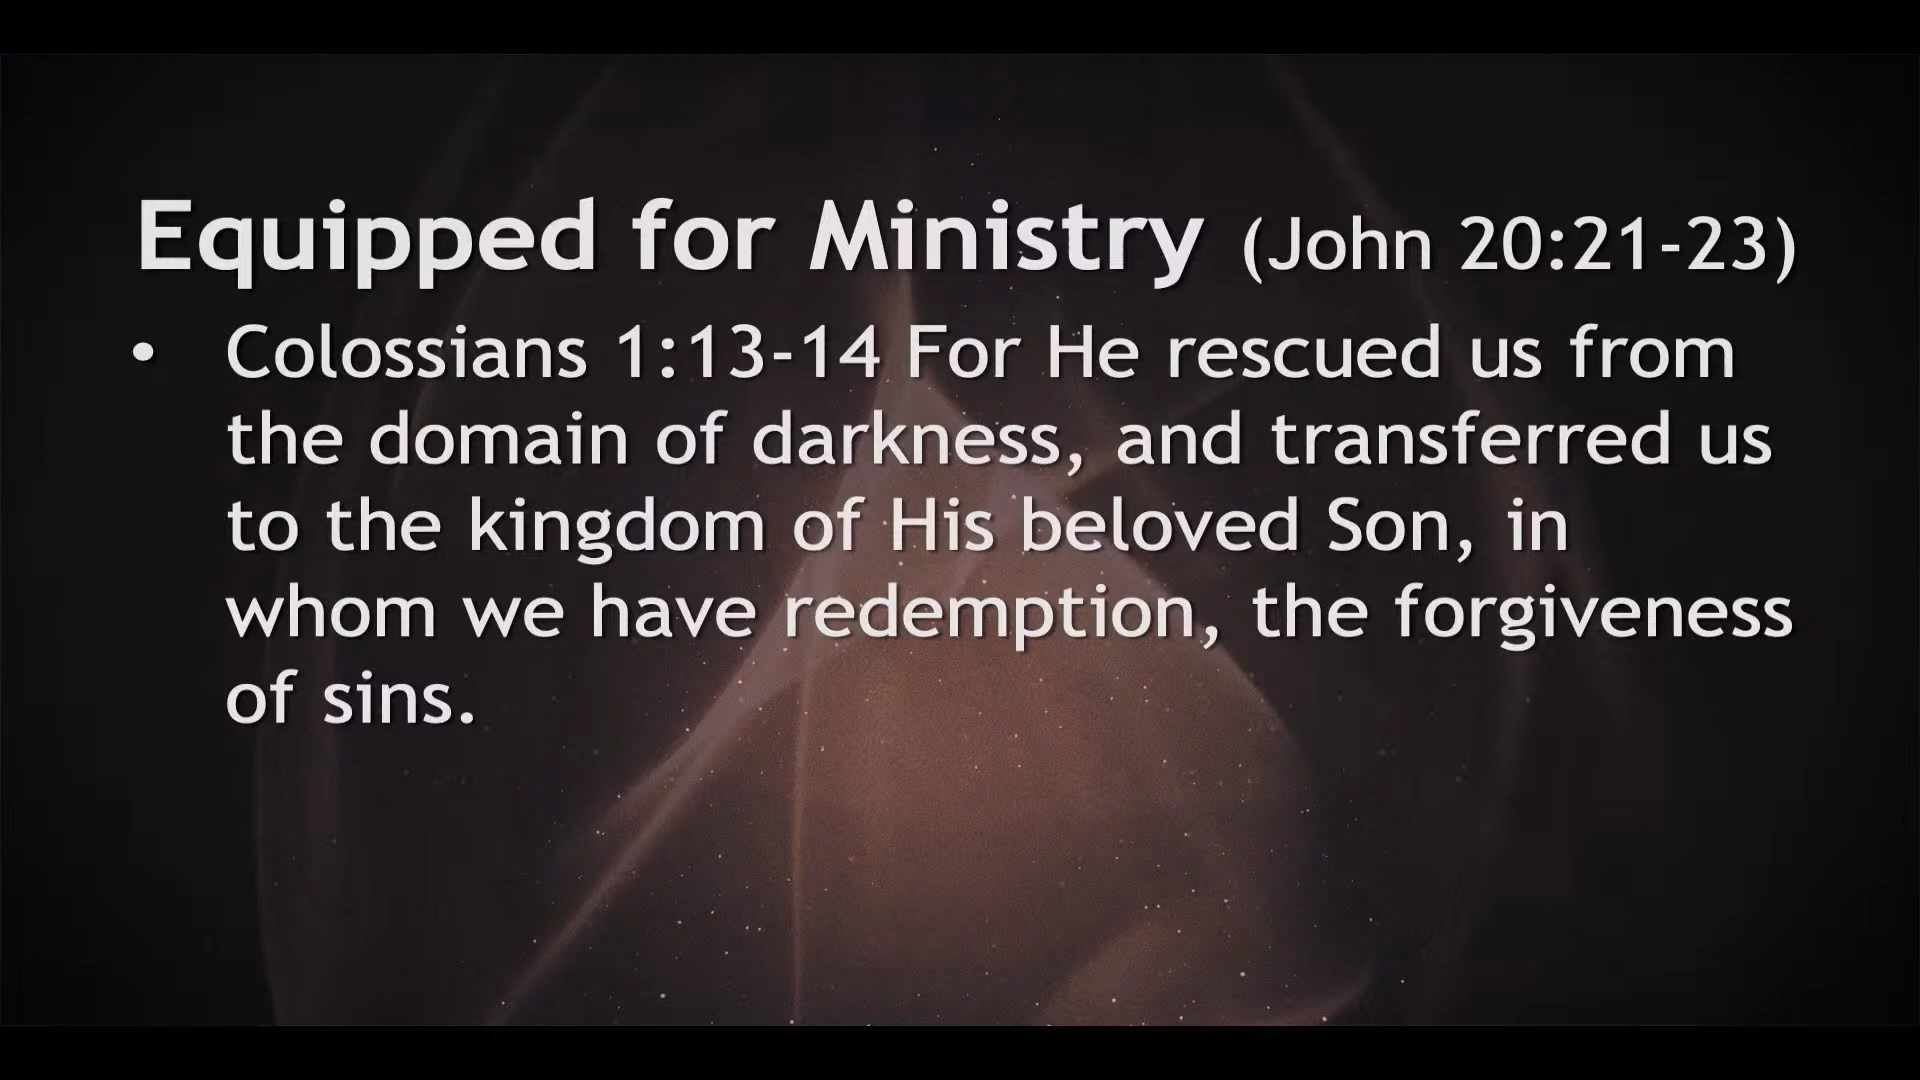 Equipped for Ministry (John 20:21-23)
• Colossians 1:13-14 For He rescued us from
the domain of darkness, and transferred us
to the kingdom of His beloved Son, in
whom we have redemption, the forgiveness
of sins.